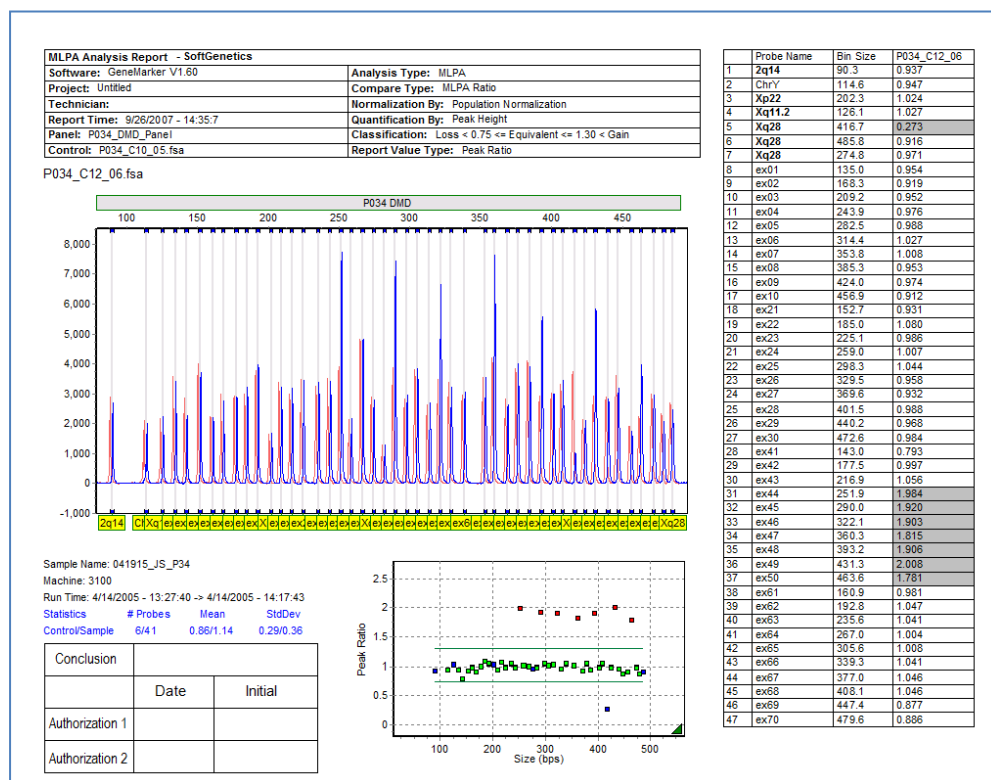 MLPA Analysis Report - SoftGenetics
Software: GeneMarker V1.60 Analysis Type: MLPA
Project: Untitled Compare Type: MLPA Ratio
Technician: Normalization By: Population Normalization
Report Time: 9/26/2007 - 14:35:7 Quantification By: Peak Height
Panel: P034_DMD_Panel Classification: Loss < 0.75 <= Equivalent <= 1.30 < Gain
Control: P034_C10_05.fsa Report Value Type: Peak Ratio
P034_C12_06.fsa
P034 DMD
100 150 200 250 300 350 400 450
8,000
7,000
6,000
5,000
4,000
3,000
2,000
1,000
0
-1,000
2q14 Xq28
Sample Name: 041915_JS_P34
Machine: 3100
Run Time: 4/14/2005 - 13:27:40 -> 4/14/2005 - 14:17:43
Statistics # Probes Mean StdDev
Control/Sample 6/41 0.86/1.14 0.29/0.36
Conclusion
Date Initial
Authorization 1
Authorization 2
Peak Ratio
2.5
2
1.5
1
0.5
0
100 200 300 400 500
Size (bps)
Probe Name Bin Size P034_C12_06
1 2q14 90.3 0.937
2 ChrY 114.6 0.947
3 Xp22 202.3 1.024
4 Xq11.2 126.1 1.027
5 Xq28 416.7 0.273
6 Xq28 485.8 0.916
7 Xq28 274.8 0.971
8 ex01 135.0 0.954
9 ex02 168.3 0.919
10 ex03 209.2 0.952
11 ex04 243.9 0.976
12 ex05 282.5 0.988
13 ex06 314.4 1.027
14 ex07 353.8 1.008
15 ex08 385.3 0.953
16 ex09 424.0 0.974
17 ex10 456.9 0.912
18 ex21 152.7 0.931
19 ex22 185.0 1.080
20 ex23 225.1 0.986
21 ex24 259.0 1.007
22 ex25 298.3 1.044
23 ex26 329.5 0.958
24 ex27 369.6 0.932
25 ex28 401.5 0.988
26 ex29 440.2 0.968
27 ex30 472.6 0.984
28 ex41 143.0 0.793
29 ex42 177.5 0.997
30 ex43 216.9 1.056
31 ex44 251.9 1.984
32 ex45 290.0 1.920
33 ex46 322.1 1.903
34 ex47 360.3 1.815
35 ex48 393.2 1.906
36 ex49 431.3 2.008
37 ex50 463.6 1.781
38 ex61 160.9 0.981
39 ex62 192.8 1.047
40 ex63 235.6 1.041
41 ex64 267.0 1.004
42 ex65 305.6 1.008
43 ex66 339.3 1.041
44 ex67 377.0 1.046
45 ex68 408.1 1.046
46 ex69 447.4 0.877
47 ex70 479.6 0.886